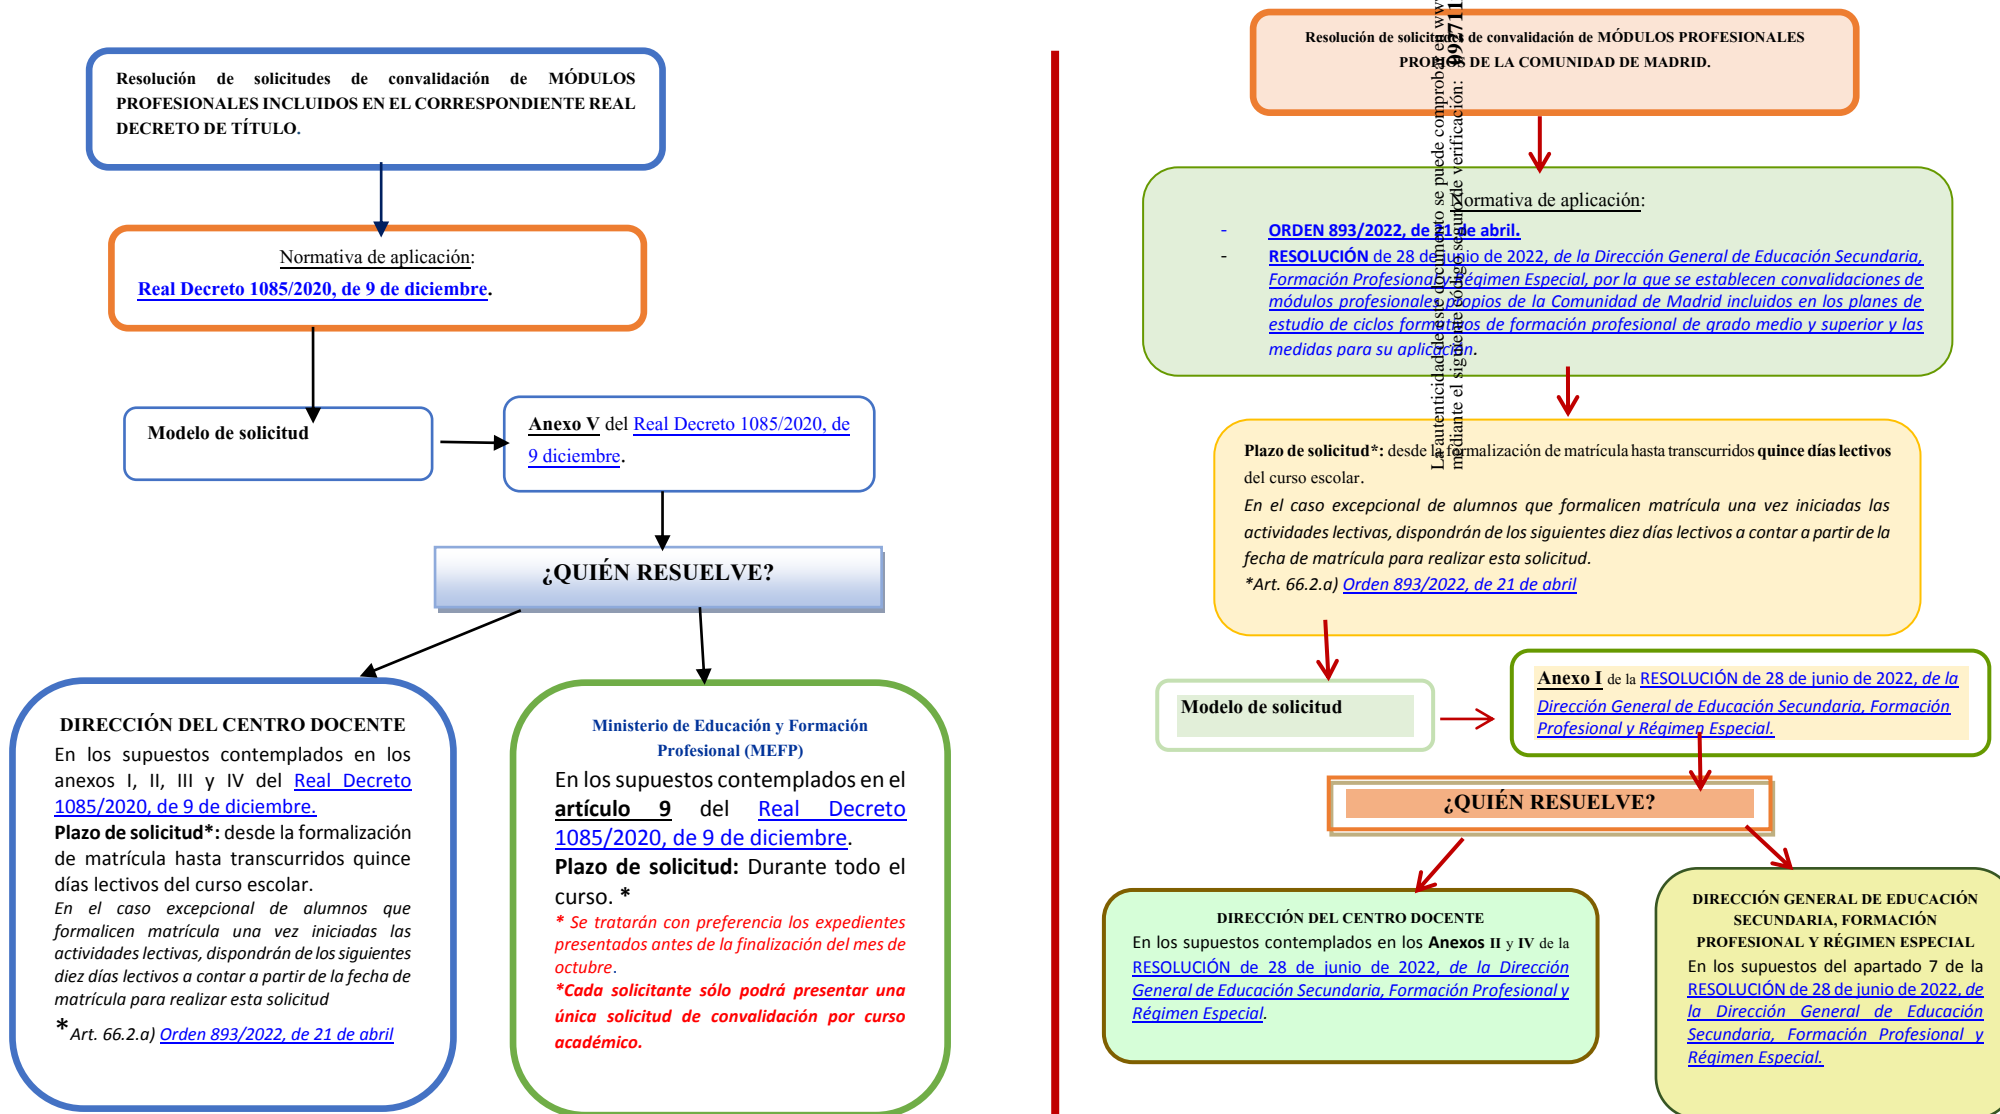 Resolución de solicitudes de convalidación de MÓDULOS
PROFESIONALES INCLUIDOS EN EL CORRESPONDIENTE REAL
DECRETO DE TÍTULO.
Normativa de aplicación:
Real Decreto 1085/2020, de 9 de diciembre.
Modelo de solicitud
Anexo V del Real Decreto 1085/2020, de
9 diciembre.
¿QUIÉN RESUELVE?
DIRECCIÓN DEL CENTRO DOCENTE
En los supuestos contemplados en los
anexos I, II, III y IV del Real Decreto
1085/2020, de 9 de diciembre.
Plazo de solicitud*: desde la formalización
de matrícula hasta transcurridos quince
días lectivos del curso escolar.
En el caso excepcional de alumnos que
formalicen matrícula una vez iniciadas las
actividades lectivas, dispondrán de los siguientes
diez días lectivos a contar a partir de la fecha de
matrícula para realizar esta solicitud
*Art. 66.2.a) Orden 893/2022, de 21 de abril
Ministerio de Educación y Formación
Profesional (MEFP)
En los supuestos contemplados en el
artículo 9 del Real Decreto
1085/2020, de 9 de diciembre.
Plazo de solicitud: Durante todo el
curso. *
* Se tratarán con preferencia los expedientes
presentados antes de la finalización del mes de
octubre.
*Cada solicitante sólo podrá presentar una
única solicitud de convalidación por curso
académico.
Resolución de solicitudes de convalidación de MÓDULOS PROFESIONALES
PROPIOS DE LA COMUNIDAD DE MADRID.
Normativa de aplicación:
- ORDEN 893/2022, de 21 de abril.
- RESOLUCIÓN de 28 de junio de 2022, de la Dirección General de Educación Secundaria,
Formación Profesional y Régimen Especial, por la que se establecen convalidaciones de
módulos profesionales propios de la Comunidad de Madrid incluidos en los planes de
estudio de ciclos formativos de formación profesional de grado medio y superior y las
medidas para su aplicación.
Plazo de solicitud*: desde la formalización de matrícula hasta transcurridos quince días lectivos
del curso escolar.
En el caso excepcional de alumnos que formalicen matrícula una vez iniciadas las
actividades lectivas, dispondrán de los siguientes diez días lectivos a contar a partir de la
fecha de matrícula para realizar esta solicitud.
*Art. 66.2.a) Orden 893/2022, de 21 de abril
Modelo de solicitud
Anexo I de la RESOLUCIÓN de 28 de junio de 2022, de la
Dirección General de Educación Secundaria, Formación
Profesional y Régimen Especial.
¿QUIÉN RESUELVE?
DIRECCIÓN DEL CENTRO DOCENTE
En los supuestos contemplados en los Anexos II y IV de la
RESOLUCIÓN de 28 de junio de 2022, de la Dirección
General de Educación Secundaria, Formación Profesional y
Régimen Especial.
DIRECCIÓN GENERAL DE EDUCACIÓN
SECUNDARIA, FORMACIÓN
PROFESIONAL Y RÉGIMEN ESPECIAL
En los supuestos del apartado 7 de la
RESOLUCIÓN de 28 de junio de 2022, de
la Dirección General de Educación
Secundaria, Formación Profesional y
Régimen Especial.
La autenticidad de este documento se puede comprobar en
mediante el siguiente código seguro de verificación: